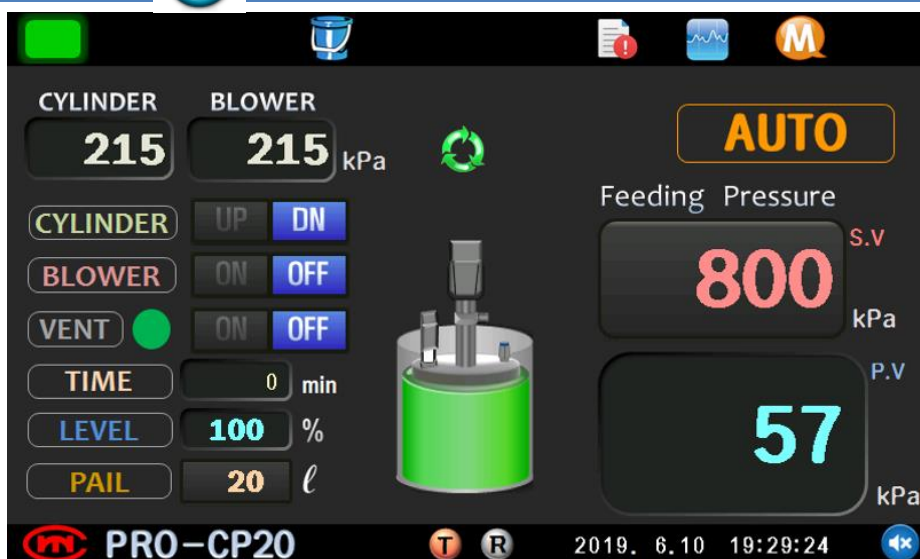 M
CYLINDER BLOWER
215 215 kPa
AUTO
Feeding Pressure
CYLINDER UP DN
800 S.V
kPa
BLOWER ON OFF
VENT ON OFF
TIME 0 min
P.V
LEVEL 100 %
57
PAIL 20 ℓ
kPa
PRO-CP20 T R 2019. 6.10 19:29:24